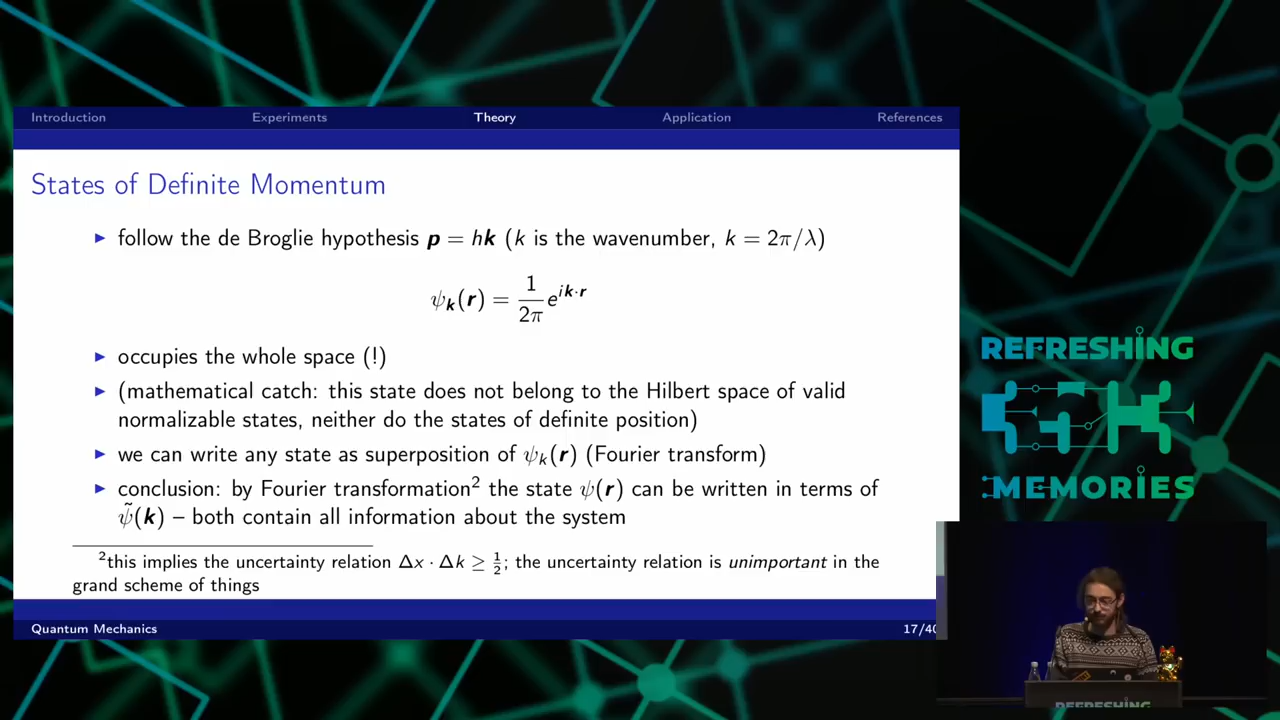 Introduction Experiments Theory Application References
States of Definite Momentum
▶ follow the de Broglie hypothesis p = hk (k is the wavenumber, k = 2π/λ)
ψₖ(r) = 1/2π e^{ik·r}
▶ occupies the whole space (!)
▶ (mathematical catch: this state does not belong to the Hilbert space of valid
normalizable states, neither do the states of definite position)
▶ we can write any state as superposition of ψₖ(r) (Fourier transform)
▶ conclusion: by Fourier transformation² the state ψ(r) can be written in terms of
ψ̃(k) – both contain all information about the system
²this implies the uncertainty relation Δx · Δk ≥ ½; the uncertainty relation is unimportant in the
grand scheme of things
Quantum Mechanics 17/40
REFRESHING
MEMORIES
REFRESHING